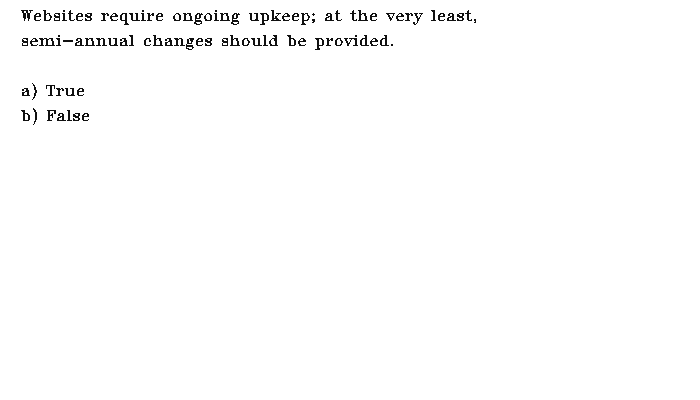 Websites require ongoing upkeep; at the very least,
semi-annual changes should be provided.
a) True
b) False